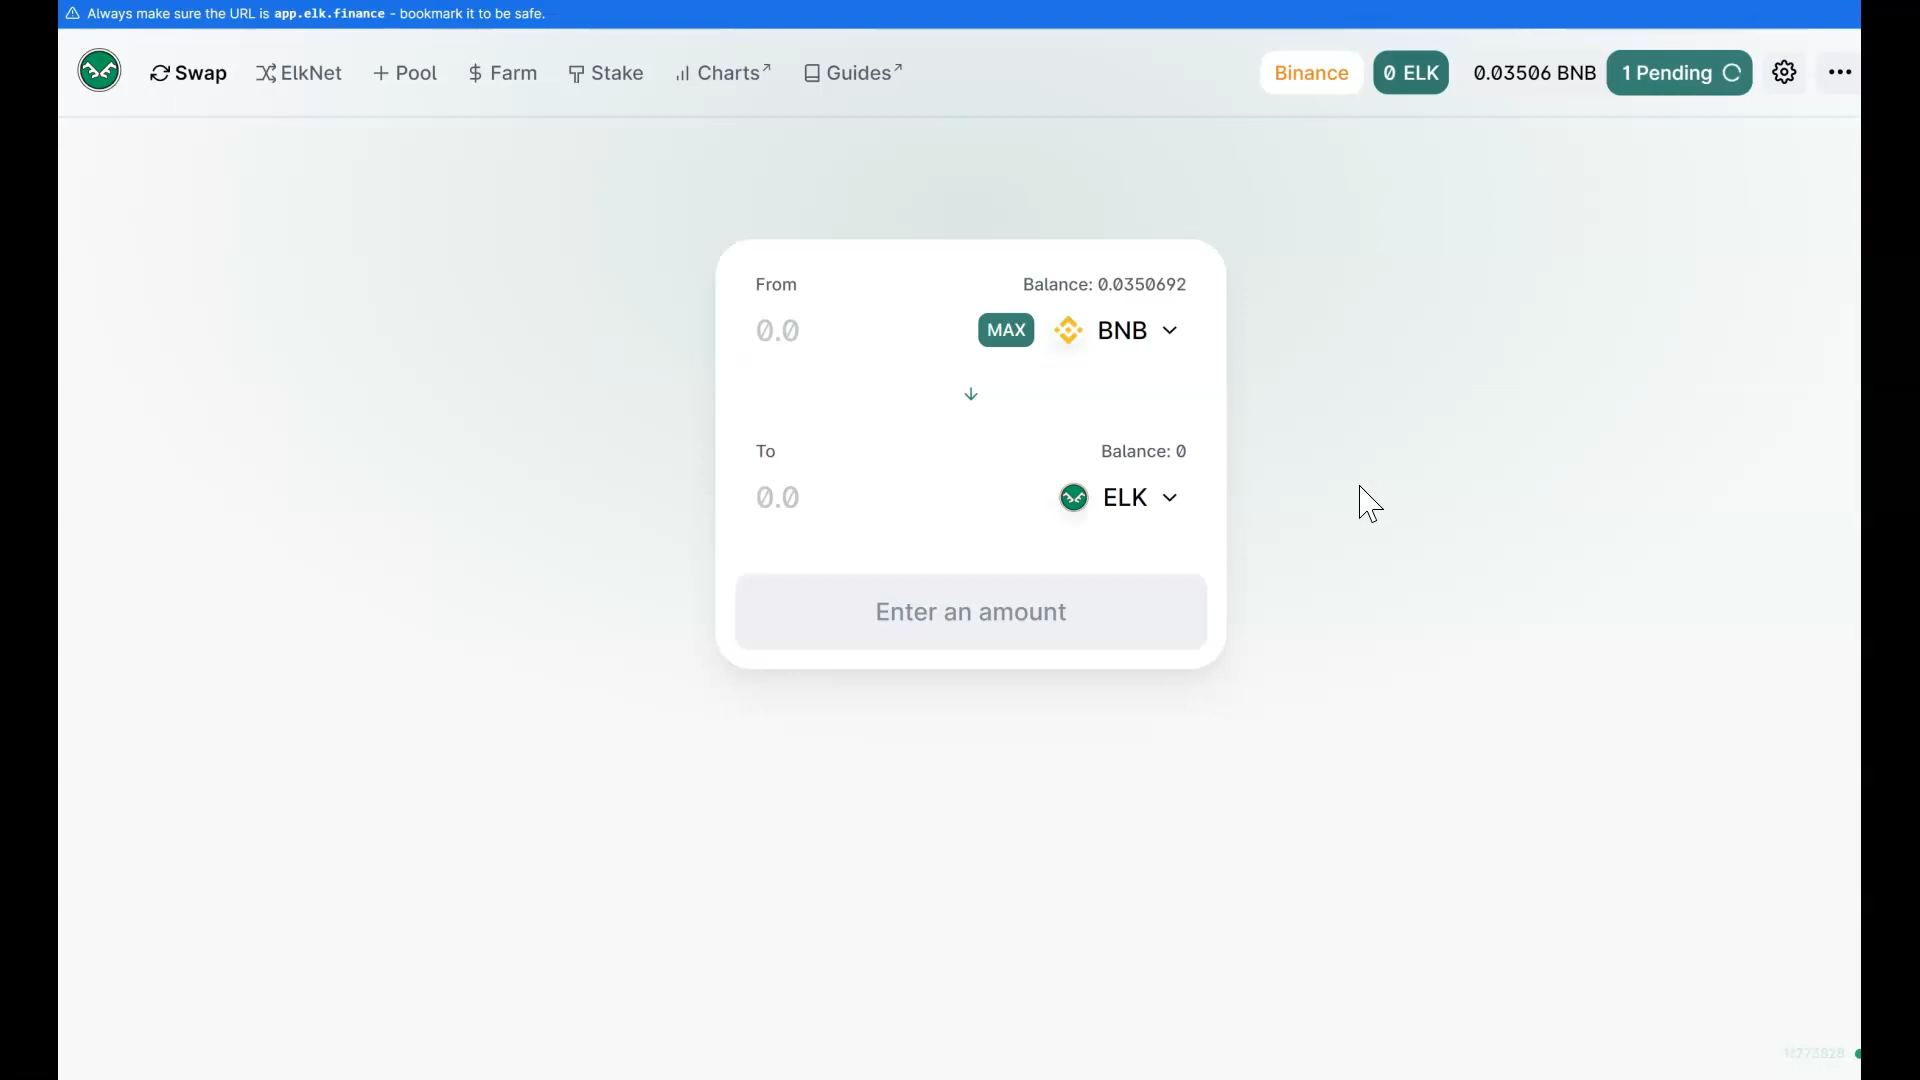 Always make sure the URL is app.elk.finance - bookmark it to be safe.
Swap ElkNet Pool Farm Stake Charts↗ Guides↗ Binance 0 ELK 0.03506 BNB 1 Pending
From Balance: 0.0350692
0.0 MAX BNB
To Balance: 0
0.0 ELK
Enter an amount